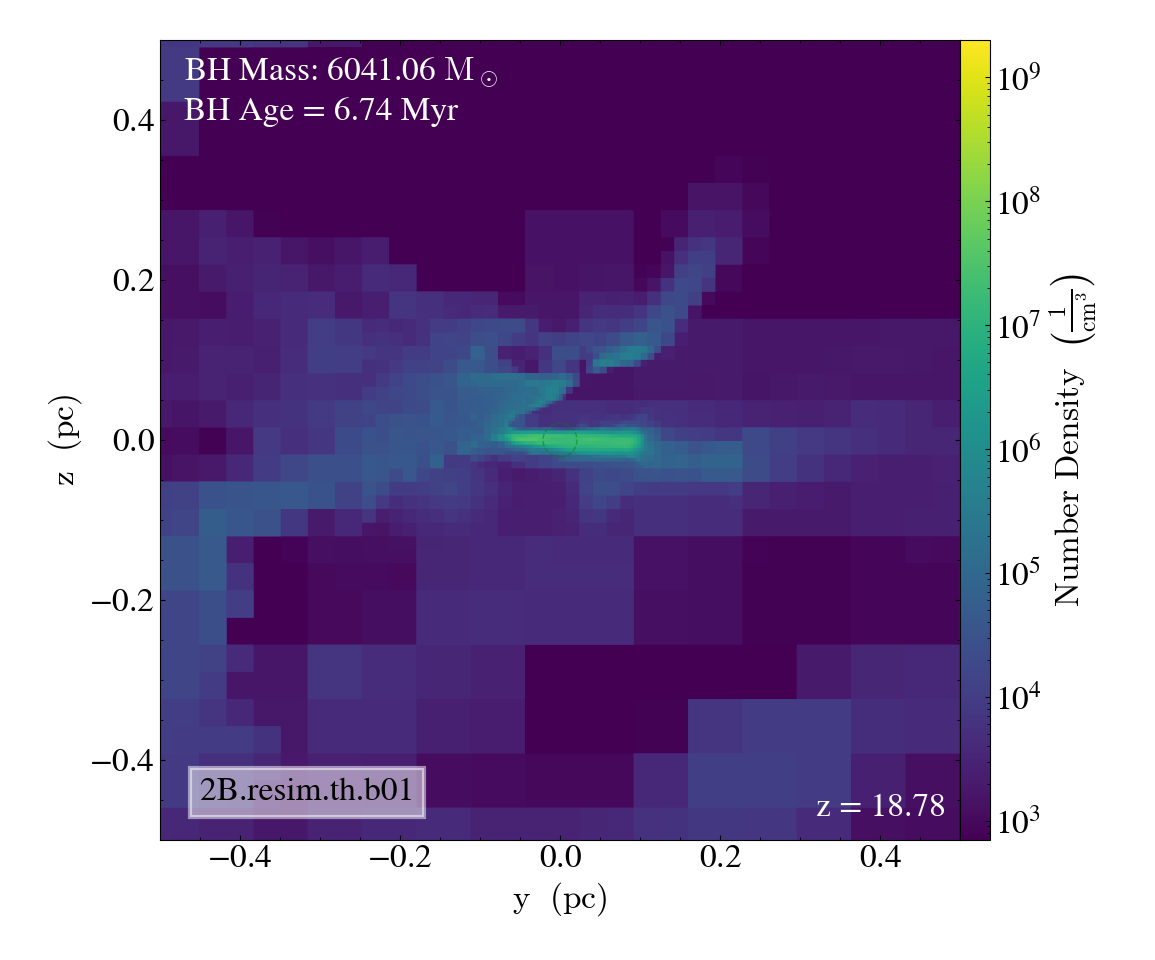 BH Mass: 6041.06 M⊙
BH Age = 6.74 Myr
2B.resim.th.b01
z = 18.78
0.4
0.2
0.0
−0.2
−0.4
z (pc)
−0.4
−0.2
0.0
0.2
0.4
y (pc)
10⁹
10⁸
10⁷
10⁶
10⁵
10⁴
10³
Number Density (1/cm³)